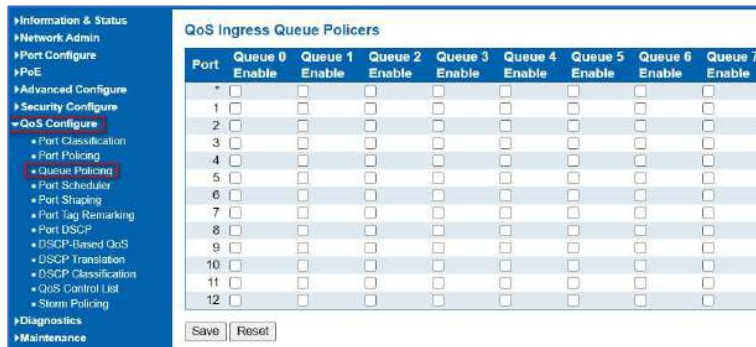 Information & Status
Network Admin
Port Configure
PoE
Advanced Configure
Security Configure
QoS Configure
Port Classification
Port Policing
Queue Policing
Port Scheduler
Port Shaping
Port Tag Remarking
Port DSCP
DSCP-Based QoS
DSCP Translation
DSCP Classification
QoS Control List
Storm Policing
Diagnostics
Maintenance
QoS Ingress Queue Policers
Port Queue 0 Enable Queue 1 Enable Queue 2 Enable Queue 3 Enable Queue 4 Enable Queue 5 Enable Queue 6 Enable Queue 7 Enable
*
1
2
3
4
5
6
7
8
9
10
11
12
Save Reset